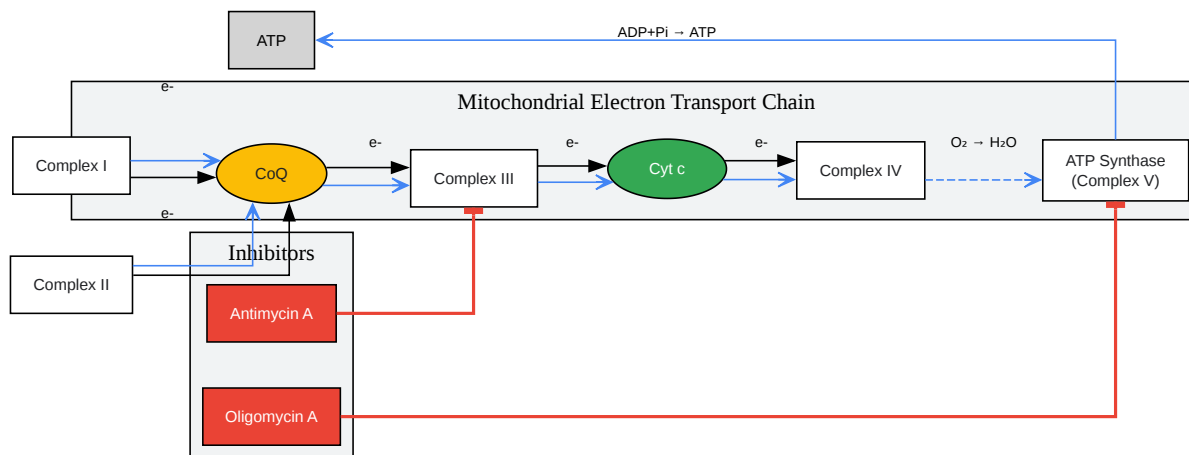 ATP
ADP+Pi → ATP
e-
Mitochondrial Electron Transport Chain
Complex I
CoQ
e-
Complex III
e-
Cyt c
e-
Complex IV
O₂ → H₂O
ATP Synthase
(Complex V)
e-
Complex II
Inhibitors
Antimycin A
Oligomycin A